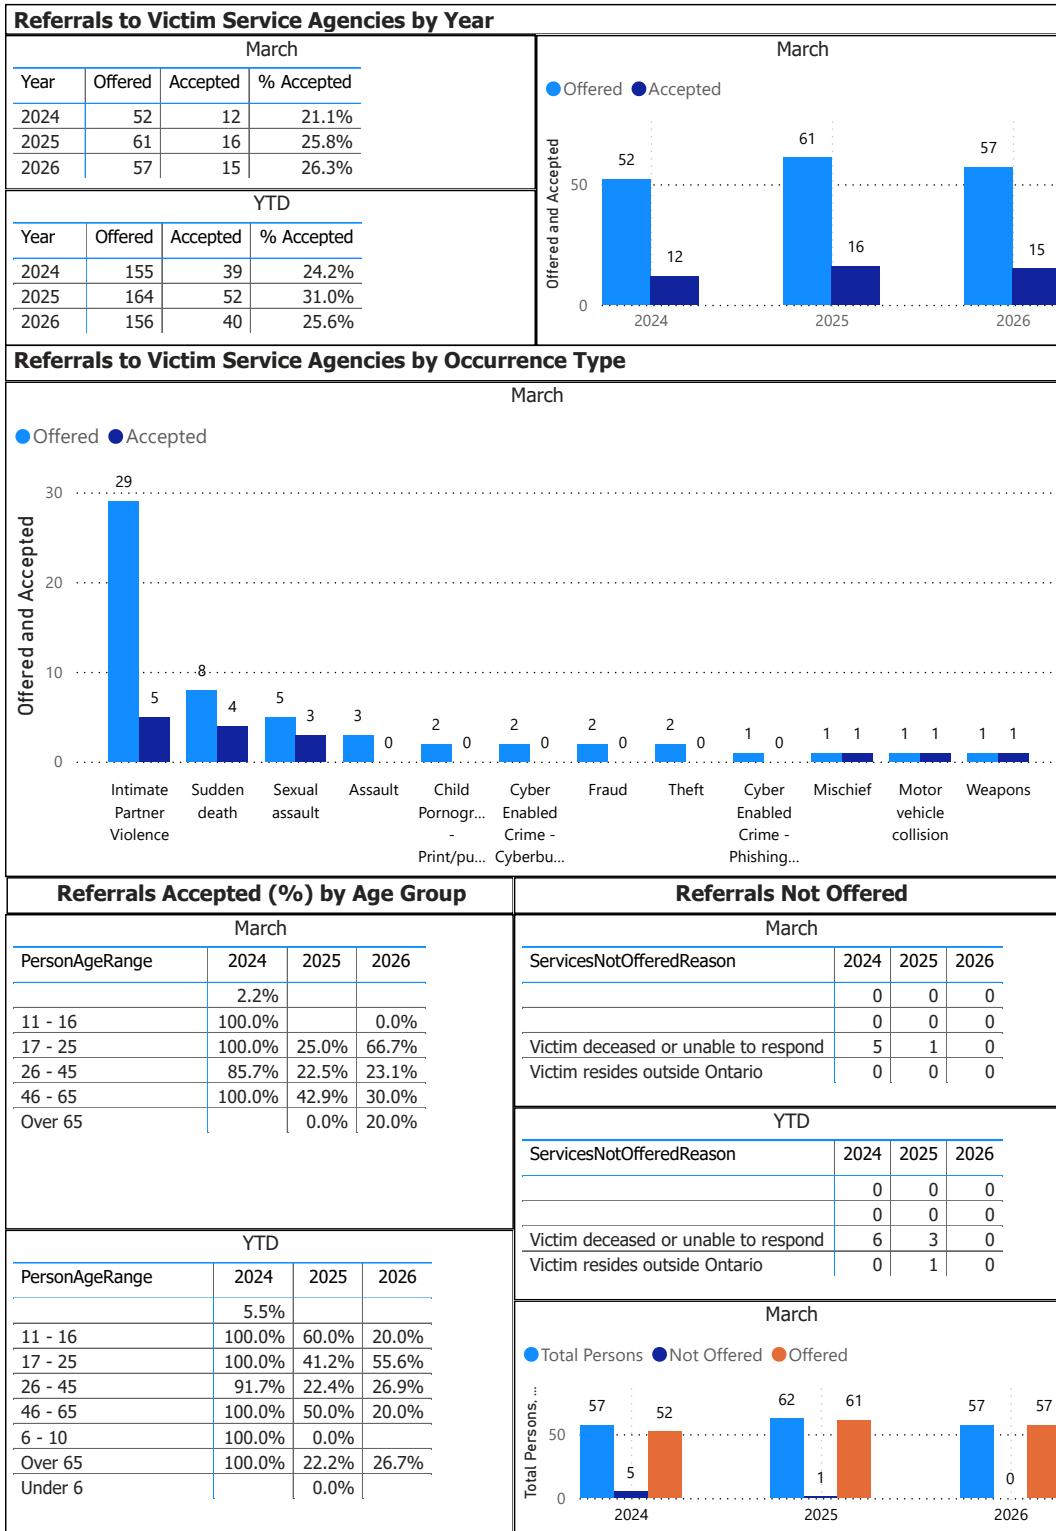 Referrals to Victim Service Agencies by Year
March
Year Offered Accepted % Accepted
2024 52 12 21.1%
2025 61 16 25.8%
2026 57 15 26.3%
YTD
Year Offered Accepted % Accepted
2024 155 39 24.2%
2025 164 52 31.0%
2026 156 40 25.6%
March
Offered Accepted
Offered and Accepted
50
0
52 12
61 16
57 15
2024 2025 2026
Referrals to Victim Service Agencies by Occurrence Type
March
Offered Accepted
Offered and Accepted
30
20
10
0
29 5 8 4 5 3 3 0 2 0 2 0 2 0 2 0 1 0 1 1 1 1 1 1
Intimate Partner Violence
Sudden death
Sexual assault
Assault
Child Pornogr... - Print/pu...
Cyber Enabled Crime - Cyberbu...
Fraud
Theft
Cyber Enabled Crime - Phishing...
Mischief
Motor vehicle collision
Weapons
Referrals Accepted (%) by Age Group
March
PersonAgeRange 2024 2025 2026
2.2%
11 - 16 100.0% 0.0%
17 - 25 100.0% 25.0% 66.7%
26 - 45 85.7% 22.5% 23.1%
46 - 65 100.0% 42.9% 30.0%
Over 65 0.0% 20.0%
YTD
PersonAgeRange 2024 2025 2026
5.5%
11 - 16 100.0% 60.0% 20.0%
17 - 25 100.0% 41.2% 55.6%
26 - 45 91.7% 22.4% 26.9%
46 - 65 100.0% 50.0% 20.0%
6 - 10 100.0% 0.0%
Over 65 100.0% 22.2% 26.7%
Under 6 0.0%
Referrals Not Offered
March
ServicesNotOfferedReason 2024 2025 2026
0 0 0
0 0 0
Victim deceased or unable to respond 5 1 0
Victim resides outside Ontario 0 0 0
YTD
ServicesNotOfferedReason 2024 2025 2026
0 0 0
0 0 0
Victim deceased or unable to respond 6 3 0
Victim resides outside Ontario 0 1 0
March
Total Persons Not Offered Offered
Total Persons, ...
50
0
57 5 52
62 1 61
57 0 57
2024 2025 2026